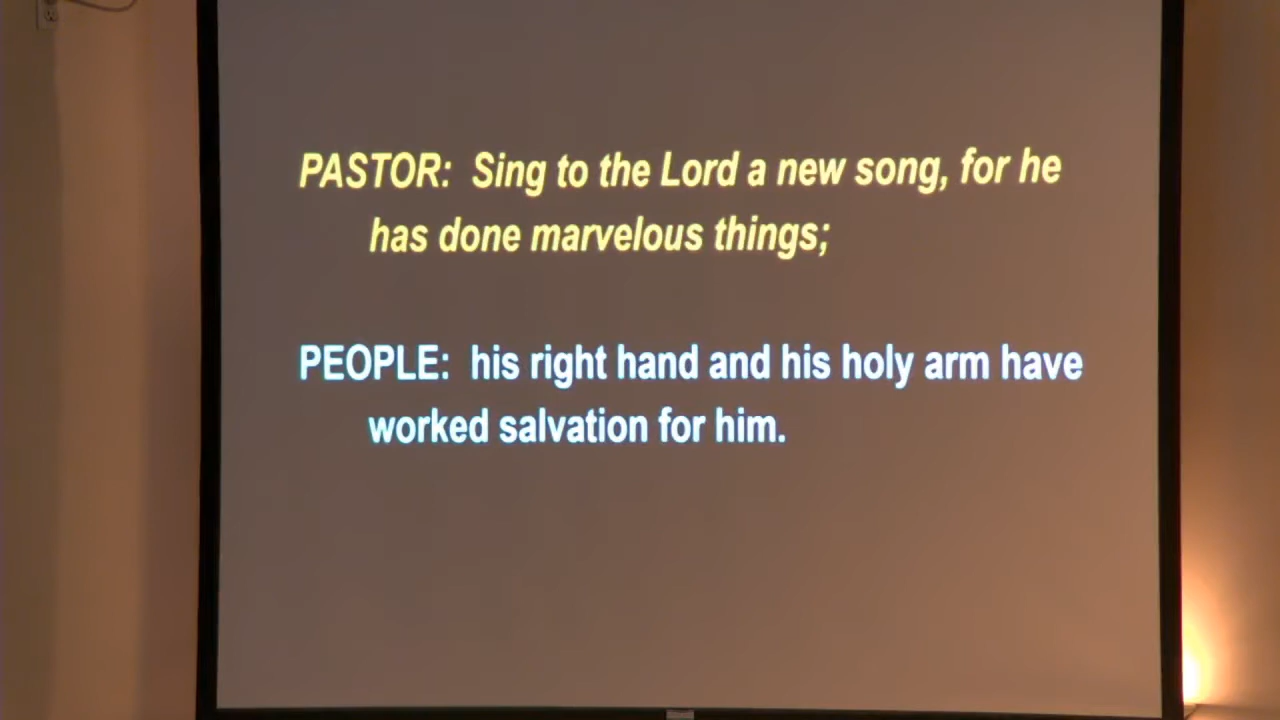 PASTOR: Sing to the Lord a new song, for he
has done marvelous things;
PEOPLE: his right hand and his holy arm have
worked salvation for him.